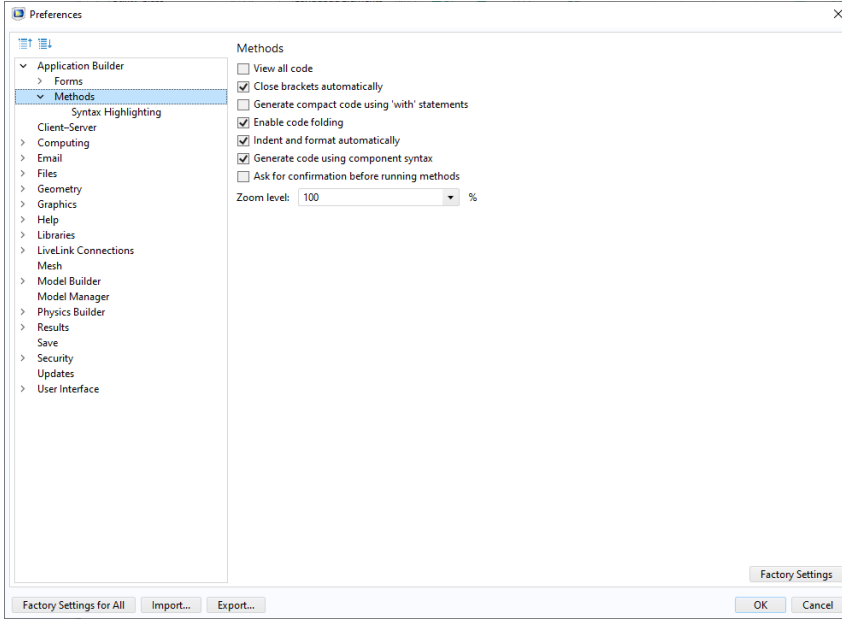 Preferences
Application Builder
Forms
Methods
Syntax Highlighting
Client–Server
Computing
Email
Files
Geometry
Graphics
Help
Libraries
LiveLink Connections
Mesh
Model Builder
Model Manager
Physics Builder
Results
Save
Security
Updates
User Interface
Methods
View all code
Close brackets automatically
Generate compact code using 'with' statements
Enable code folding
Indent and format automatically
Generate code using component syntax
Ask for confirmation before running methods
Zoom level: 100 %
Factory Settings
Factory Settings for All Import... Export... OK Cancel